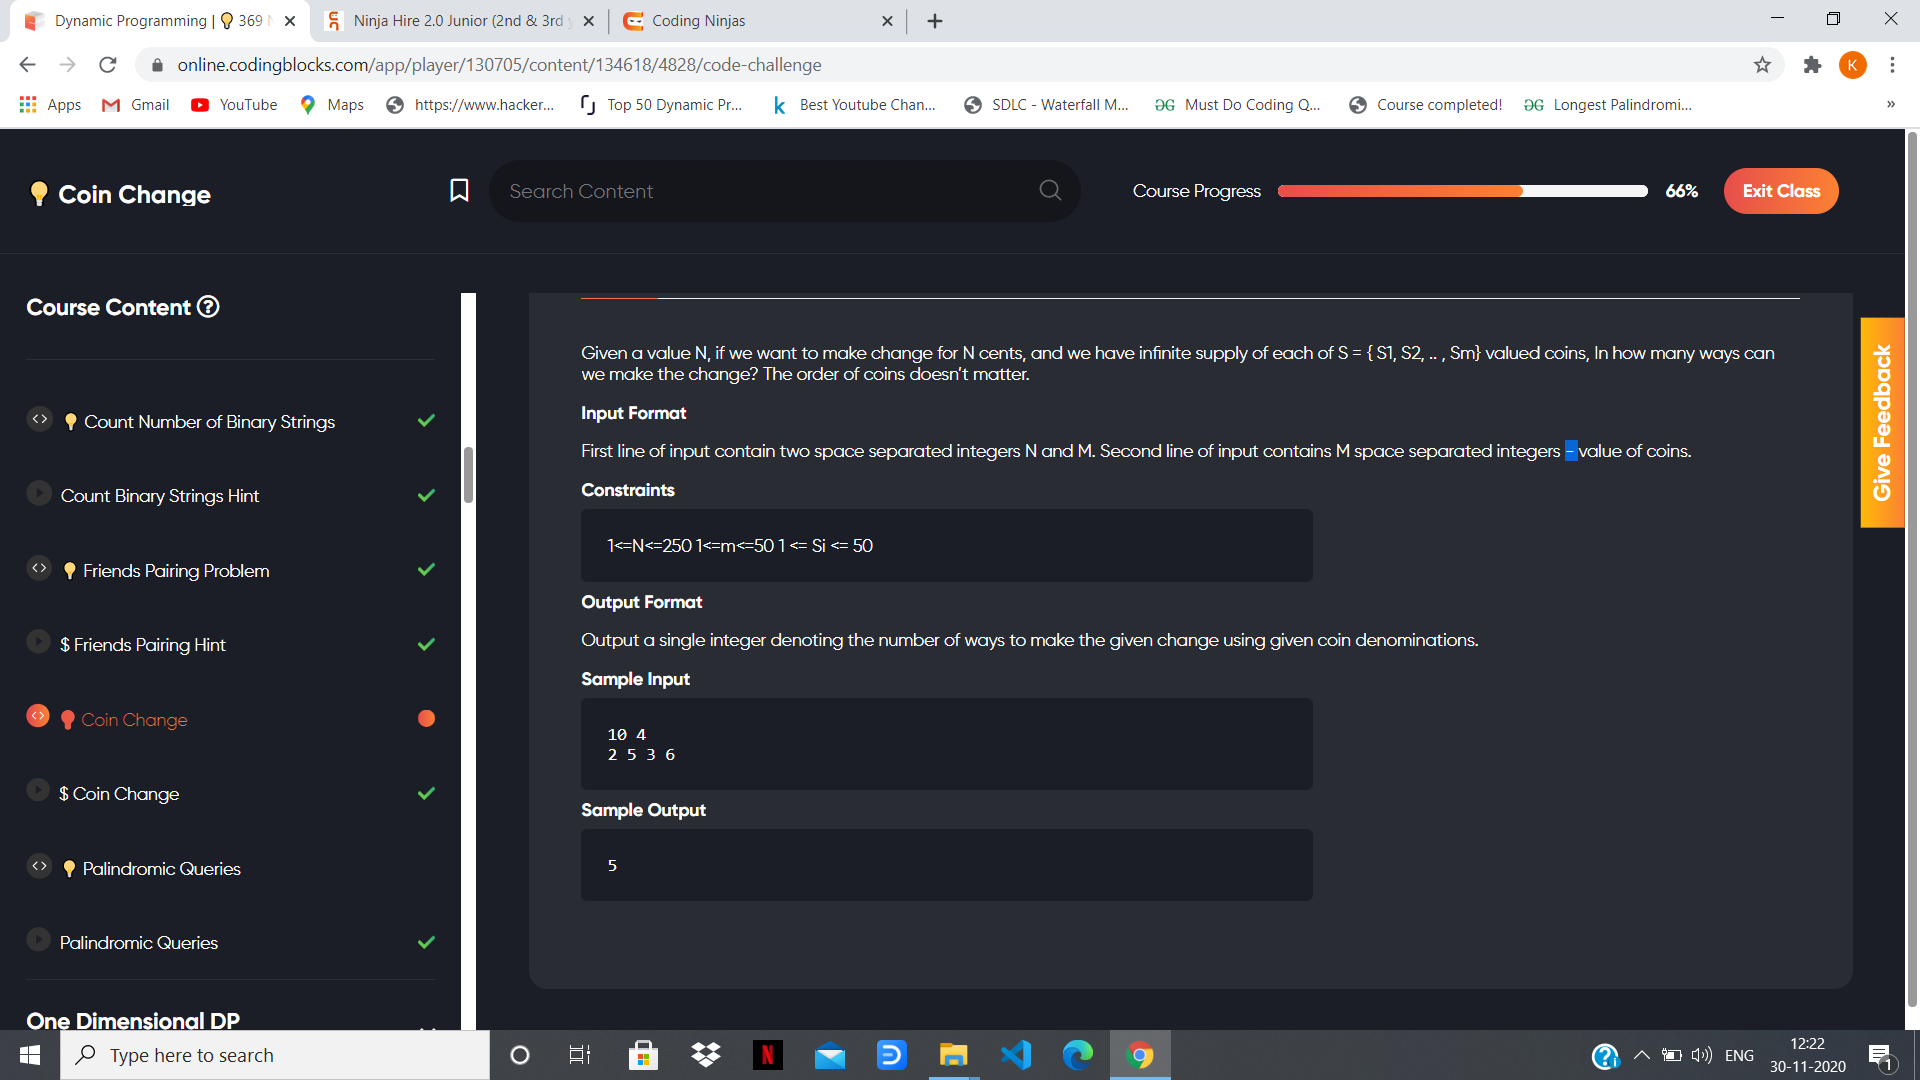 Dynamic Programming | 💡 369 N
Ninja Hire 2.0 Junior (2nd & 3rd y
Coding Ninjas
online.codingblocks.com/app/player/130705/content/134618/4828/code-challenge
K
Apps
Gmail
YouTube
Maps
https://www.hacker...
Top 50 Dynamic Pr...
Best Youtube Chan...
SDLC - Waterfall M...
Must Do Coding Q...
Course completed!
Longest Palindromi...
»
💡 Coin Change
Search Content
Course Progress
66%
Exit Class
Course Content
Count Number of Binary Strings
Count Binary Strings Hint
Friends Pairing Problem
$ Friends Pairing Hint
Coin Change
$ Coin Change
Palindromic Queries
Palindromic Queries
One Dimensional DP
Given a value N, if we want to make change for N cents, and we have infinite supply of each of S = { S1, S2, .. , Sm} valued coins, In how many ways can
we make the change? The order of coins doesn't matter.
Input Format
First line of input contain two space separated integers N and M. Second line of input contains M space separated integers - value of coins.
Constraints
1<=N<=250 1<=m<=50 1 <= Si <= 50
Output Format
Output a single integer denoting the number of ways to make the given change using given coin denominations.
Sample Input
10 4
2 5 3 6
Sample Output
5
Give Feedback
Type here to search
ENG
12:22
30-11-2020
1